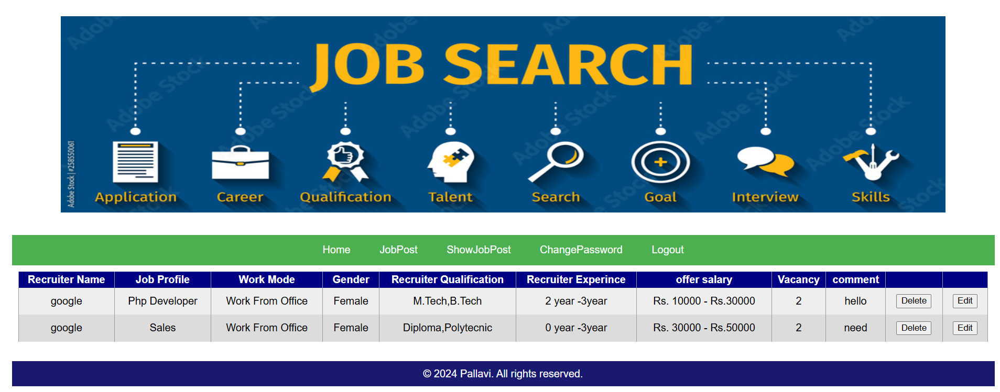 JOB SEARCH
Application Career Qualification Talent Search Goal Interview Skills
Adobe Stock | #258550061
Adobe Stock
Home JobPost ShowJobPost ChangePassword Logout
Recruiter Name Job Profile Work Mode Gender Recruiter Qualification Recruiter Experince offer salary Vacancy comment
google Php Developer Work From Office Female M.Tech,B.Tech 2 year -3year Rs. 10000 - Rs.30000 2 hello Delete Edit
google Sales Work From Office Female Diploma,Polytecnic 0 year -3year Rs. 30000 - Rs.50000 2 need Delete Edit
© 2024 Pallavi. All rights reserved.